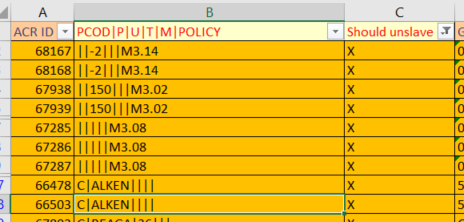 A B C
ACR ID PCOD|P|U|T|M|POLICY Should unslave
68167 ||-2|||M3.14 X
68168 ||-2|||M3.14 X
67938 ||150|||M3.02 X
67939 ||150|||M3.02 X
67285 |||||M3.08 X
67286 |||||M3.08 X
67287 |||||M3.08 X
66478 C|ALKEN|||| X
66503 C|ALKEN|||| X